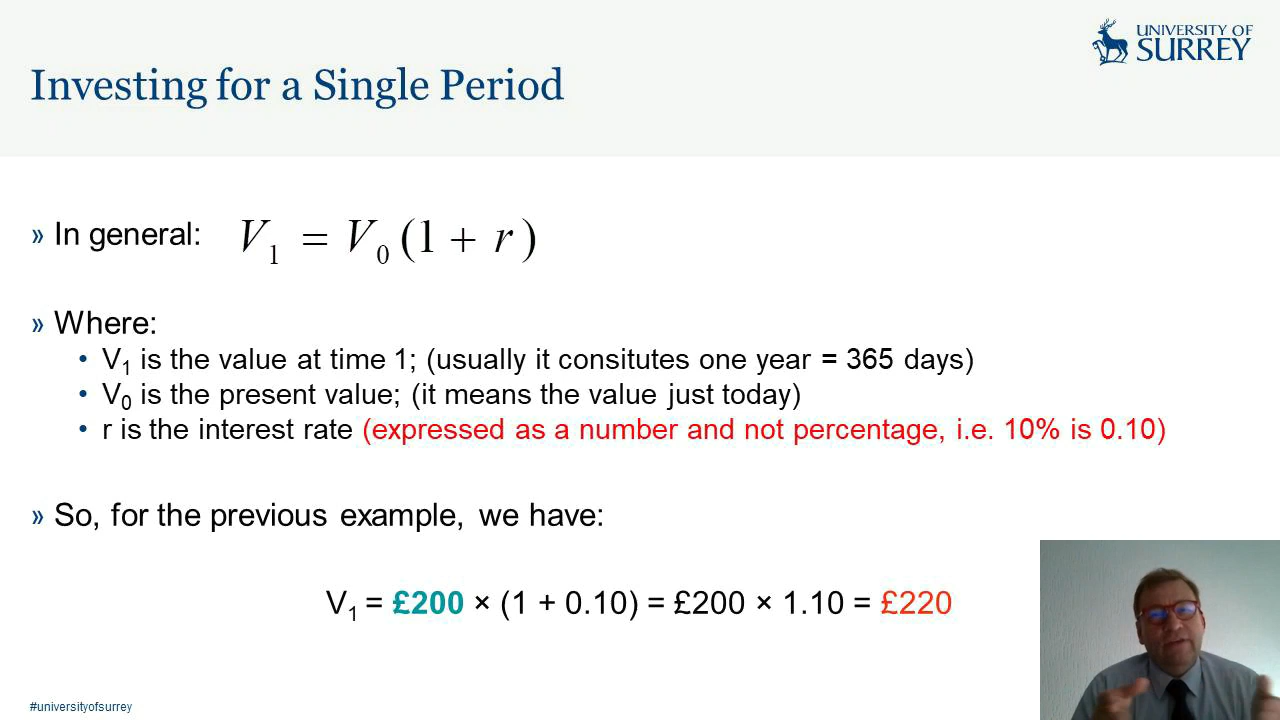 UNIVERSITY OF
SURREY
Investing for a Single Period
» In general: V₁ = V₀ (1 + r)
» Where:
• V₁ is the value at time 1; (usually it consitutes one year = 365 days)
• V₀ is the present value; (it means the value just today)
• r is the interest rate (expressed as a number and not percentage, i.e. 10% is 0.10)
» So, for the previous example, we have:
V₁ = £200 × (1 + 0.10) = £200 × 1.10 = £220
#universityofsurrey